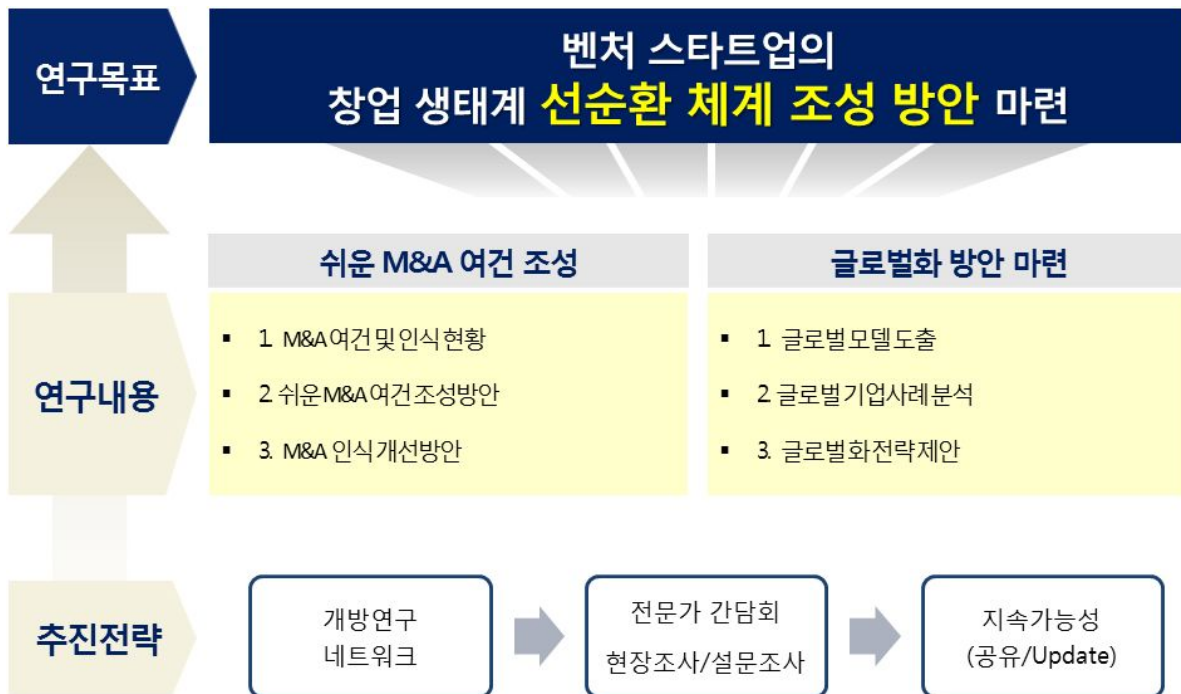 연구목표
벤처 스타트업의
창업 생태계 선순환 체계 조성 방안 마련
쉬운 M&A 여건 조성
글로벌화 방안 마련
연구내용
▪ 1. M&A 여건 및 인식 현황
▪ 2. 쉬운 M&A 여건 조성방안
▪ 3. M&A 인식 개선방안
▪ 1. 글로벌 모델 도출
▪ 2. 글로벌 기업사례 분석
▪ 3. 글로벌화 전략 제안
추진전략
개방연구
네트워크
전문가 간담회
현장조사/설문조사
지속가능성
(공유/Update)